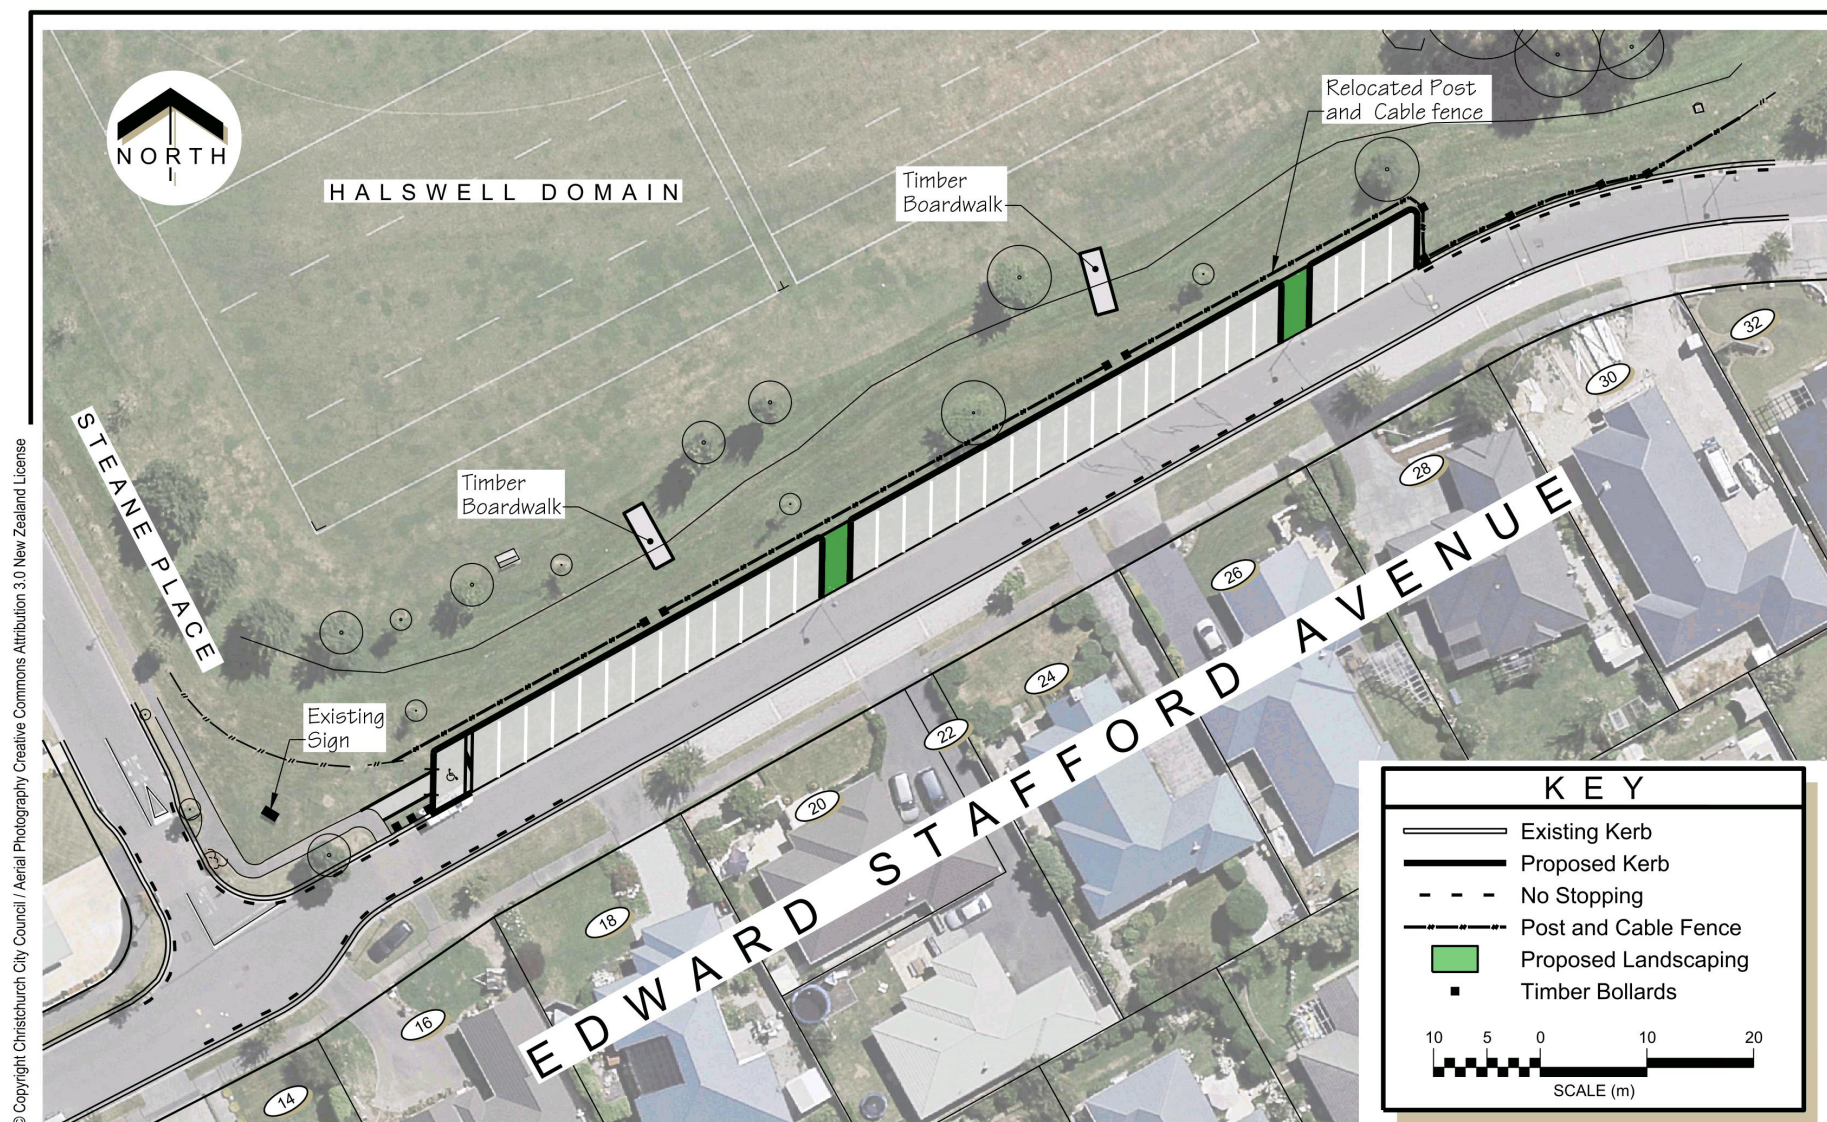 NORTH
HALSWELL DOMAIN
Relocated Post
and Cable fence
Timber
Boardwalk
Timber
Boardwalk
STEANE PLACE
Existing
Sign
EDWARD STAFFORD AVENUE
32
30
28
26
24
22
20
18
16
14
KEY
Existing Kerb
Proposed Kerb
No Stopping
Post and Cable Fence
Proposed Landscaping
Timber Bollards
10 5 0 10 20
SCALE (m)
© Copyright Christchurch City Council / Aerial Photography Creative Commons Attribution 3.0 New Zealand License